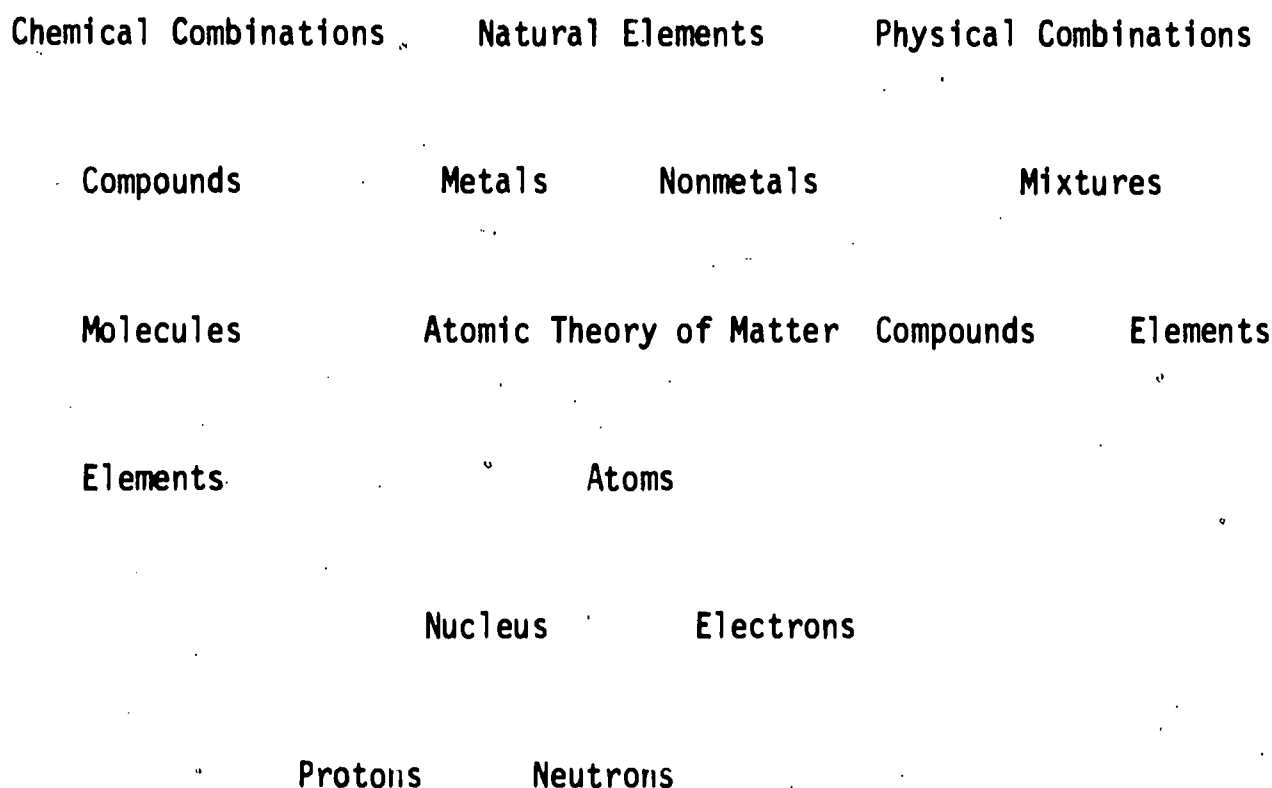 Chemical Combinations Natural Elements Physical Combinations
Compounds Metals Nonmetals Mixtures
Molecules Atomic Theory of Matter Compounds Elements
Elements Atoms
Nucleus Electrons
Protons Neutrons